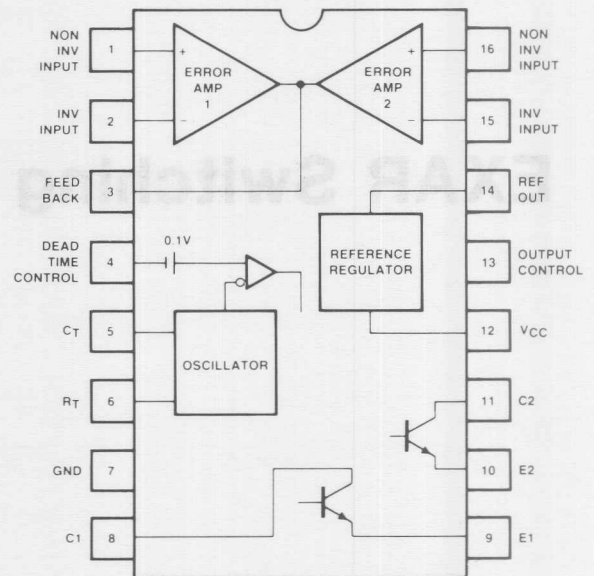 NON
INV
INPUT
1
+
ERROR
AMP
1
INV
INPUT
2
−
FEED
BACK
3
DEAD
TIME
CONTROL
4
0.1V
CT
5
OSCILLATOR
RT
6
GND
7
C1
8
+
ERROR
AMP
2
16
NON
INV
INPUT
−
15
INV
INPUT
14
REF
OUT
REFERENCE
REGULATOR
13
OUTPUT
CONTROL
12
VCC
11
C2
10
E2
9
E1
EXAR Switching